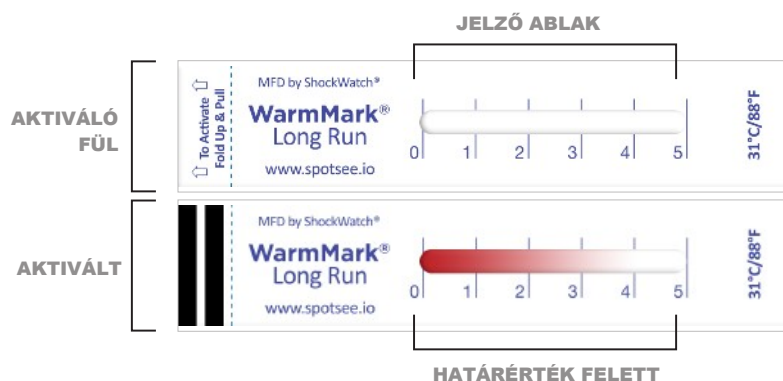 JELZŐ ABLAK
AKTIVÁLÓ
FÜL
⇧ To Activate ⇧
Fold Up & Pull
MFD by ShockWatch®
WarmMark®
Long Run
www.spotsee.io
0 1 2 3 4 5
31°C/88°F
AKTIVÁLT
MFD by ShockWatch®
WarmMark®
Long Run
www.spotsee.io
0 1 2 3 4 5
31°C/88°F
HATÁRÉRTÉK FELETT